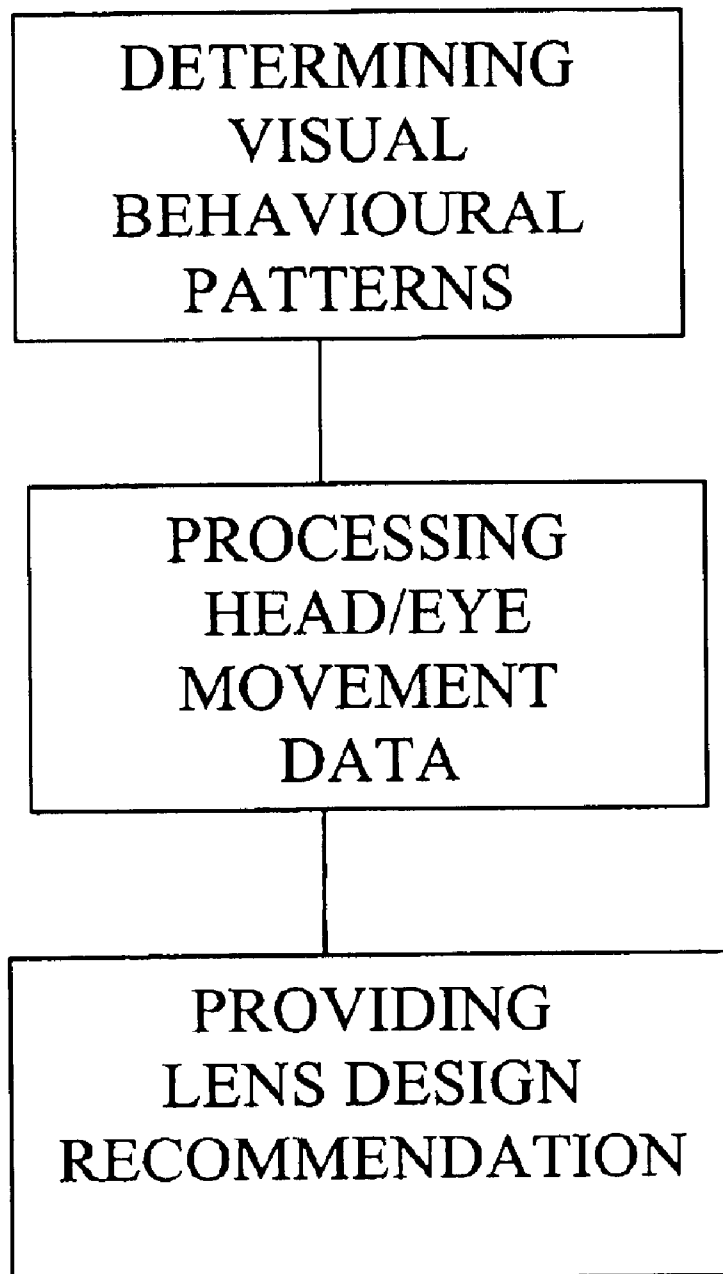 DETERMINING
VISUAL
BEHAVIOURAL
PATTERNS
PROCESSING
HEAD/EYE
MOVEMENT
DATA
PROVIDING
LENS DESIGN
RECOMMENDATION